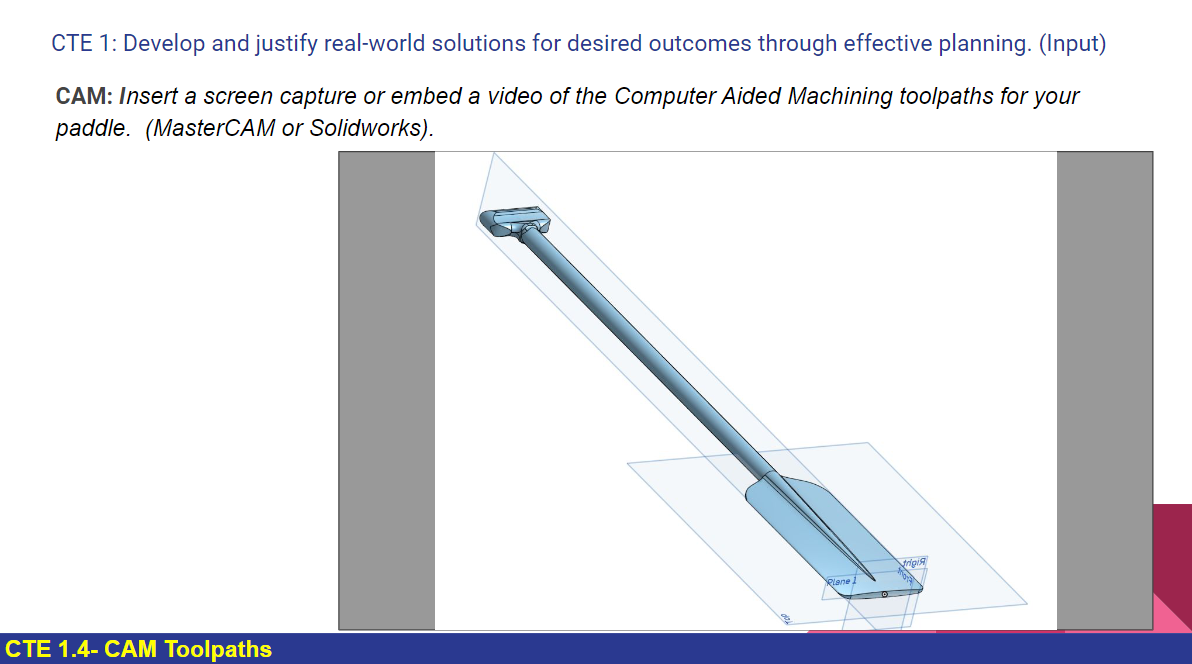 CTE 1: Develop and justify real-world solutions for desired outcomes through effective planning. (Input)
CAM: Insert a screen capture or embed a video of the Computer Aided Machining toolpaths for your
paddle. (MasterCAM or Solidworks).
Right
Front
Plane 1
Top
CTE 1.4- CAM Toolpaths